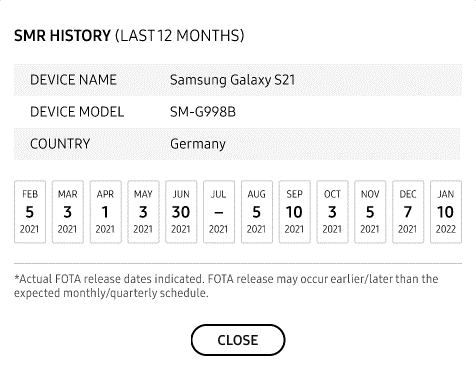 SMR HISTORY (LAST 12 MONTHS)
DEVICE NAME Samsung Galaxy S21
DEVICE MODEL SM-G998B
COUNTRY Germany
FEB MAR APR MAY JUN JUL AUG SEP OCT NOV DEC JAN
5 3 1 3 30 – 5 10 3 5 7 10
2021 2021 2021 2021 2021 2021 2021 2021 2021 2021 2021 2022
*Actual FOTA release dates indicated. FOTA release may occur earlier/later than the
expected monthly/quarterly schedule.
CLOSE